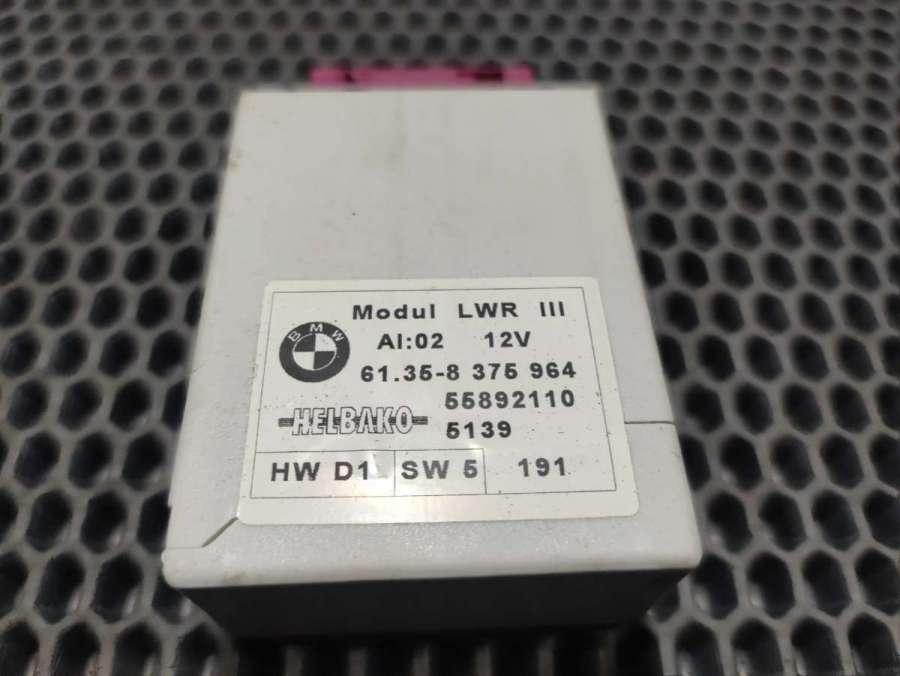 Modul LWR III
BMW
AI:02 12V
61.35-8 375 964
55892110
HELBAKO
5139
HW D1 SW 5 191